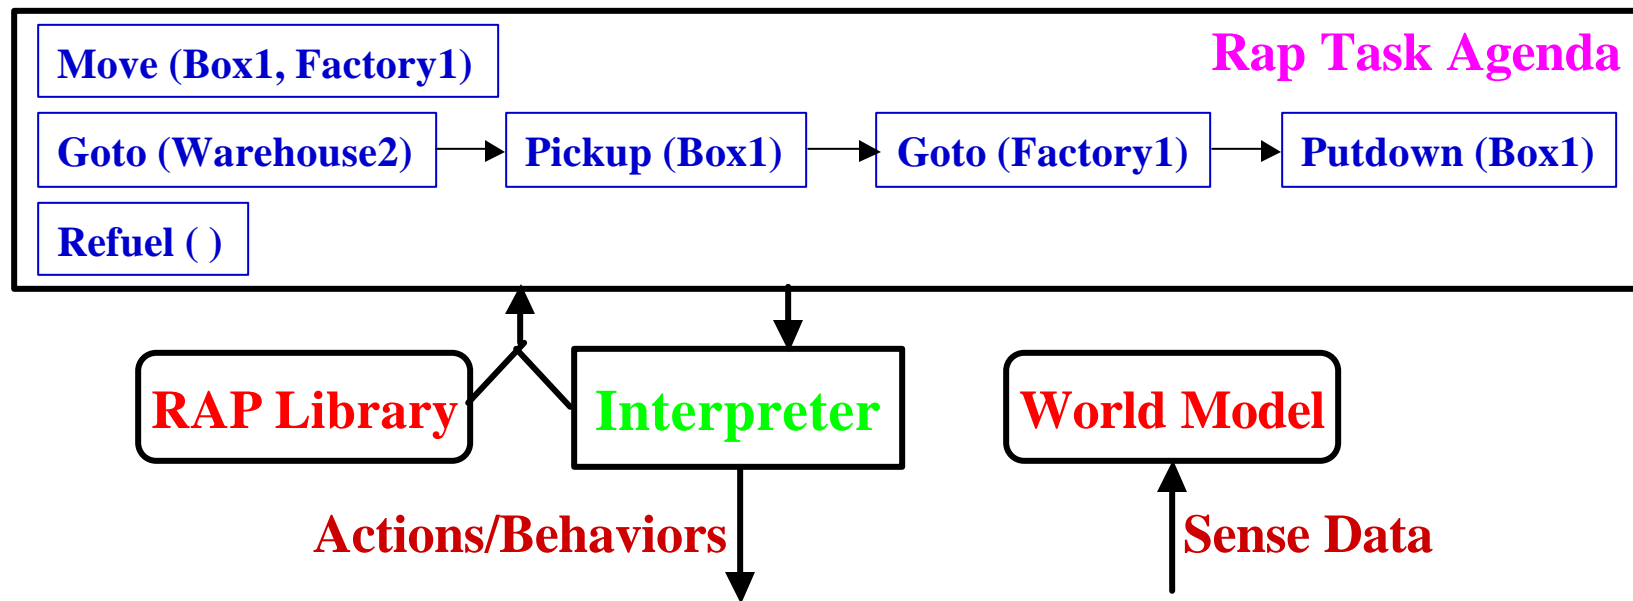 Move (Box1, Factory1)
Rap Task Agenda
Goto (Warehouse2)
Pickup (Box1)
Goto (Factory1)
Putdown (Box1)
Refuel ( )
RAP Library
Interpreter
World Model
Actions/Behaviors
Sense Data